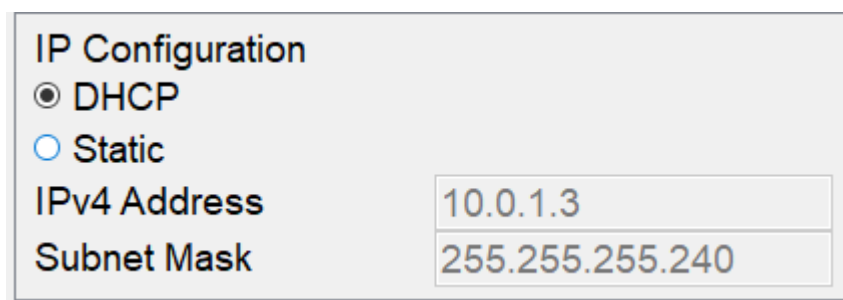 IP Configuration
DHCP
Static
IPv4 Address 10.0.1.3
Subnet Mask 255.255.255.240